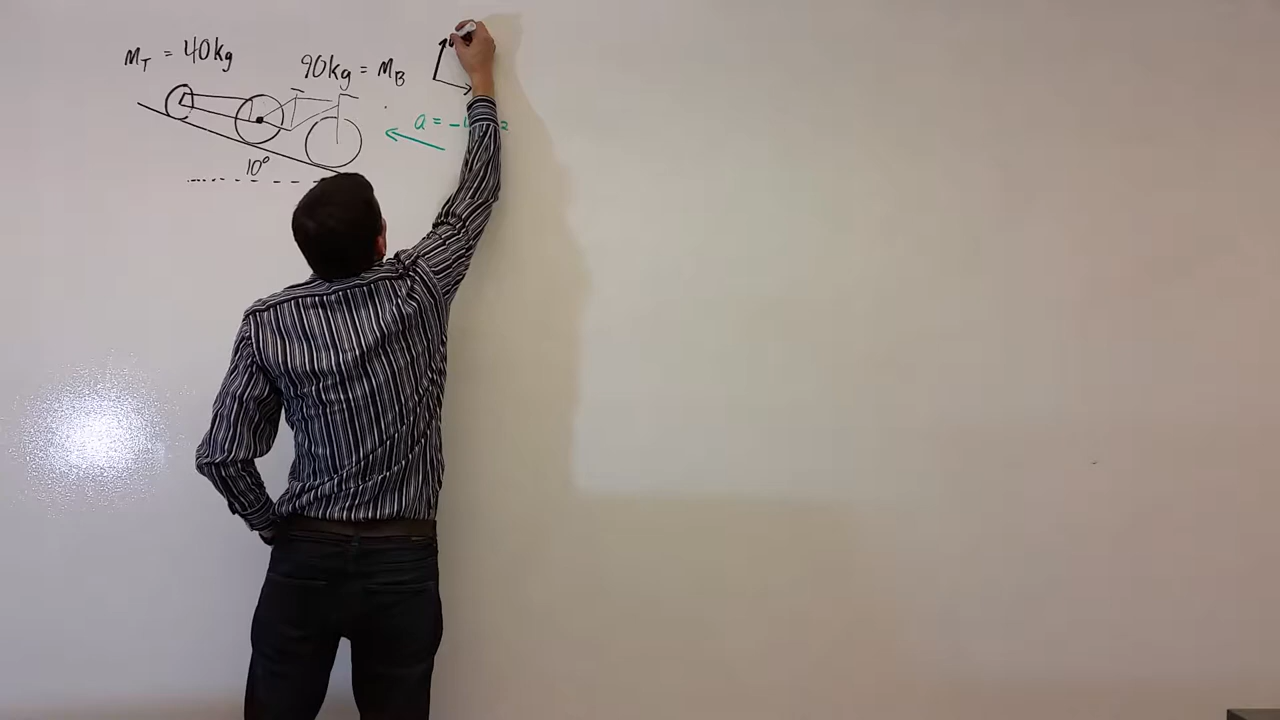 m_T = 40kg
90kg = m_B
a = -
10°